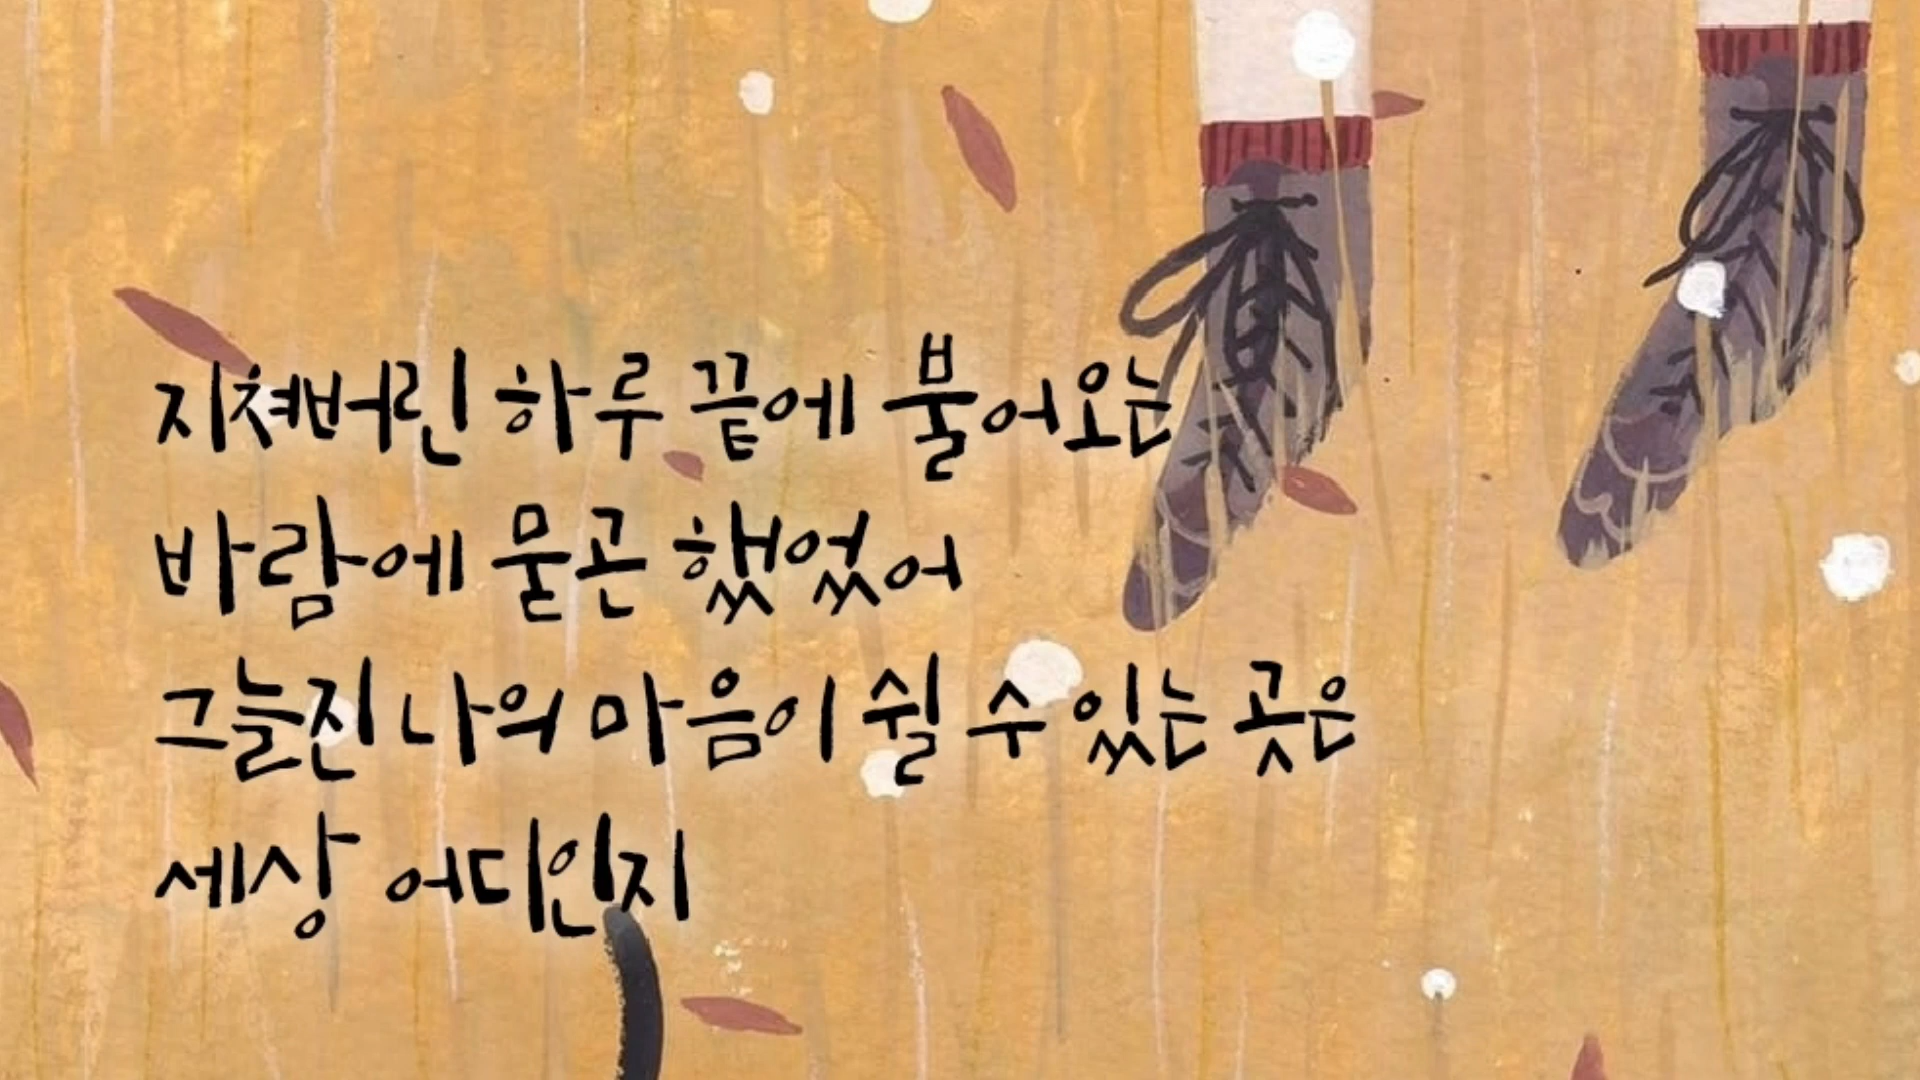 지쳐버린 하루 끝에 불어오는
바람에 묻곤 했었어
그늘진 나의 마음이 쉴 수 있는 곳은
세상 어디인지